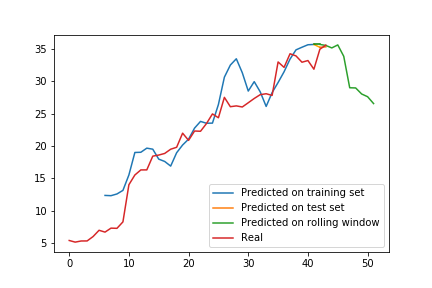 35
30
25
20
15
10
5
0 10 20 30 40 50
Predicted on training set
Predicted on test set
Predicted on rolling window
Real